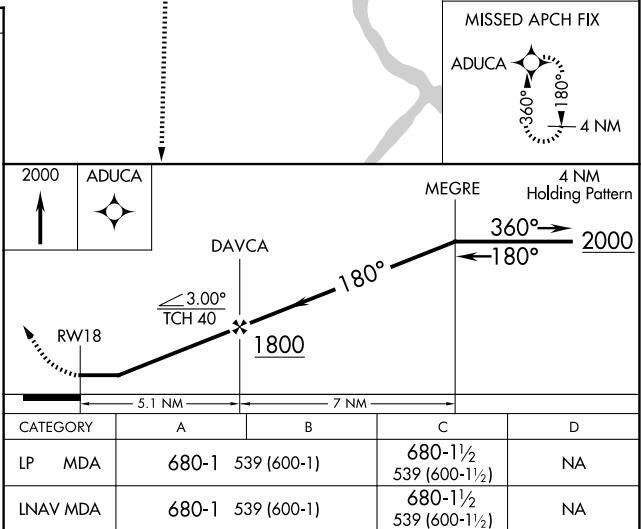 MISSED APCH FIX
ADUCA
360°
180°
4 NM
2000
ADUCA
MEGRE
4 NM
Holding Pattern
360°
180°
2000
DAVCA
180°
3.00°
TCH 40
1800
RW18
5.1 NM
7 NM
CATEGORY A B C D
LP MDA 680-1 539 (600-1) 680-1½ 539 (600-1½) NA
LNAV MDA 680-1 539 (600-1) 680-1½ 539 (600-1½) NA